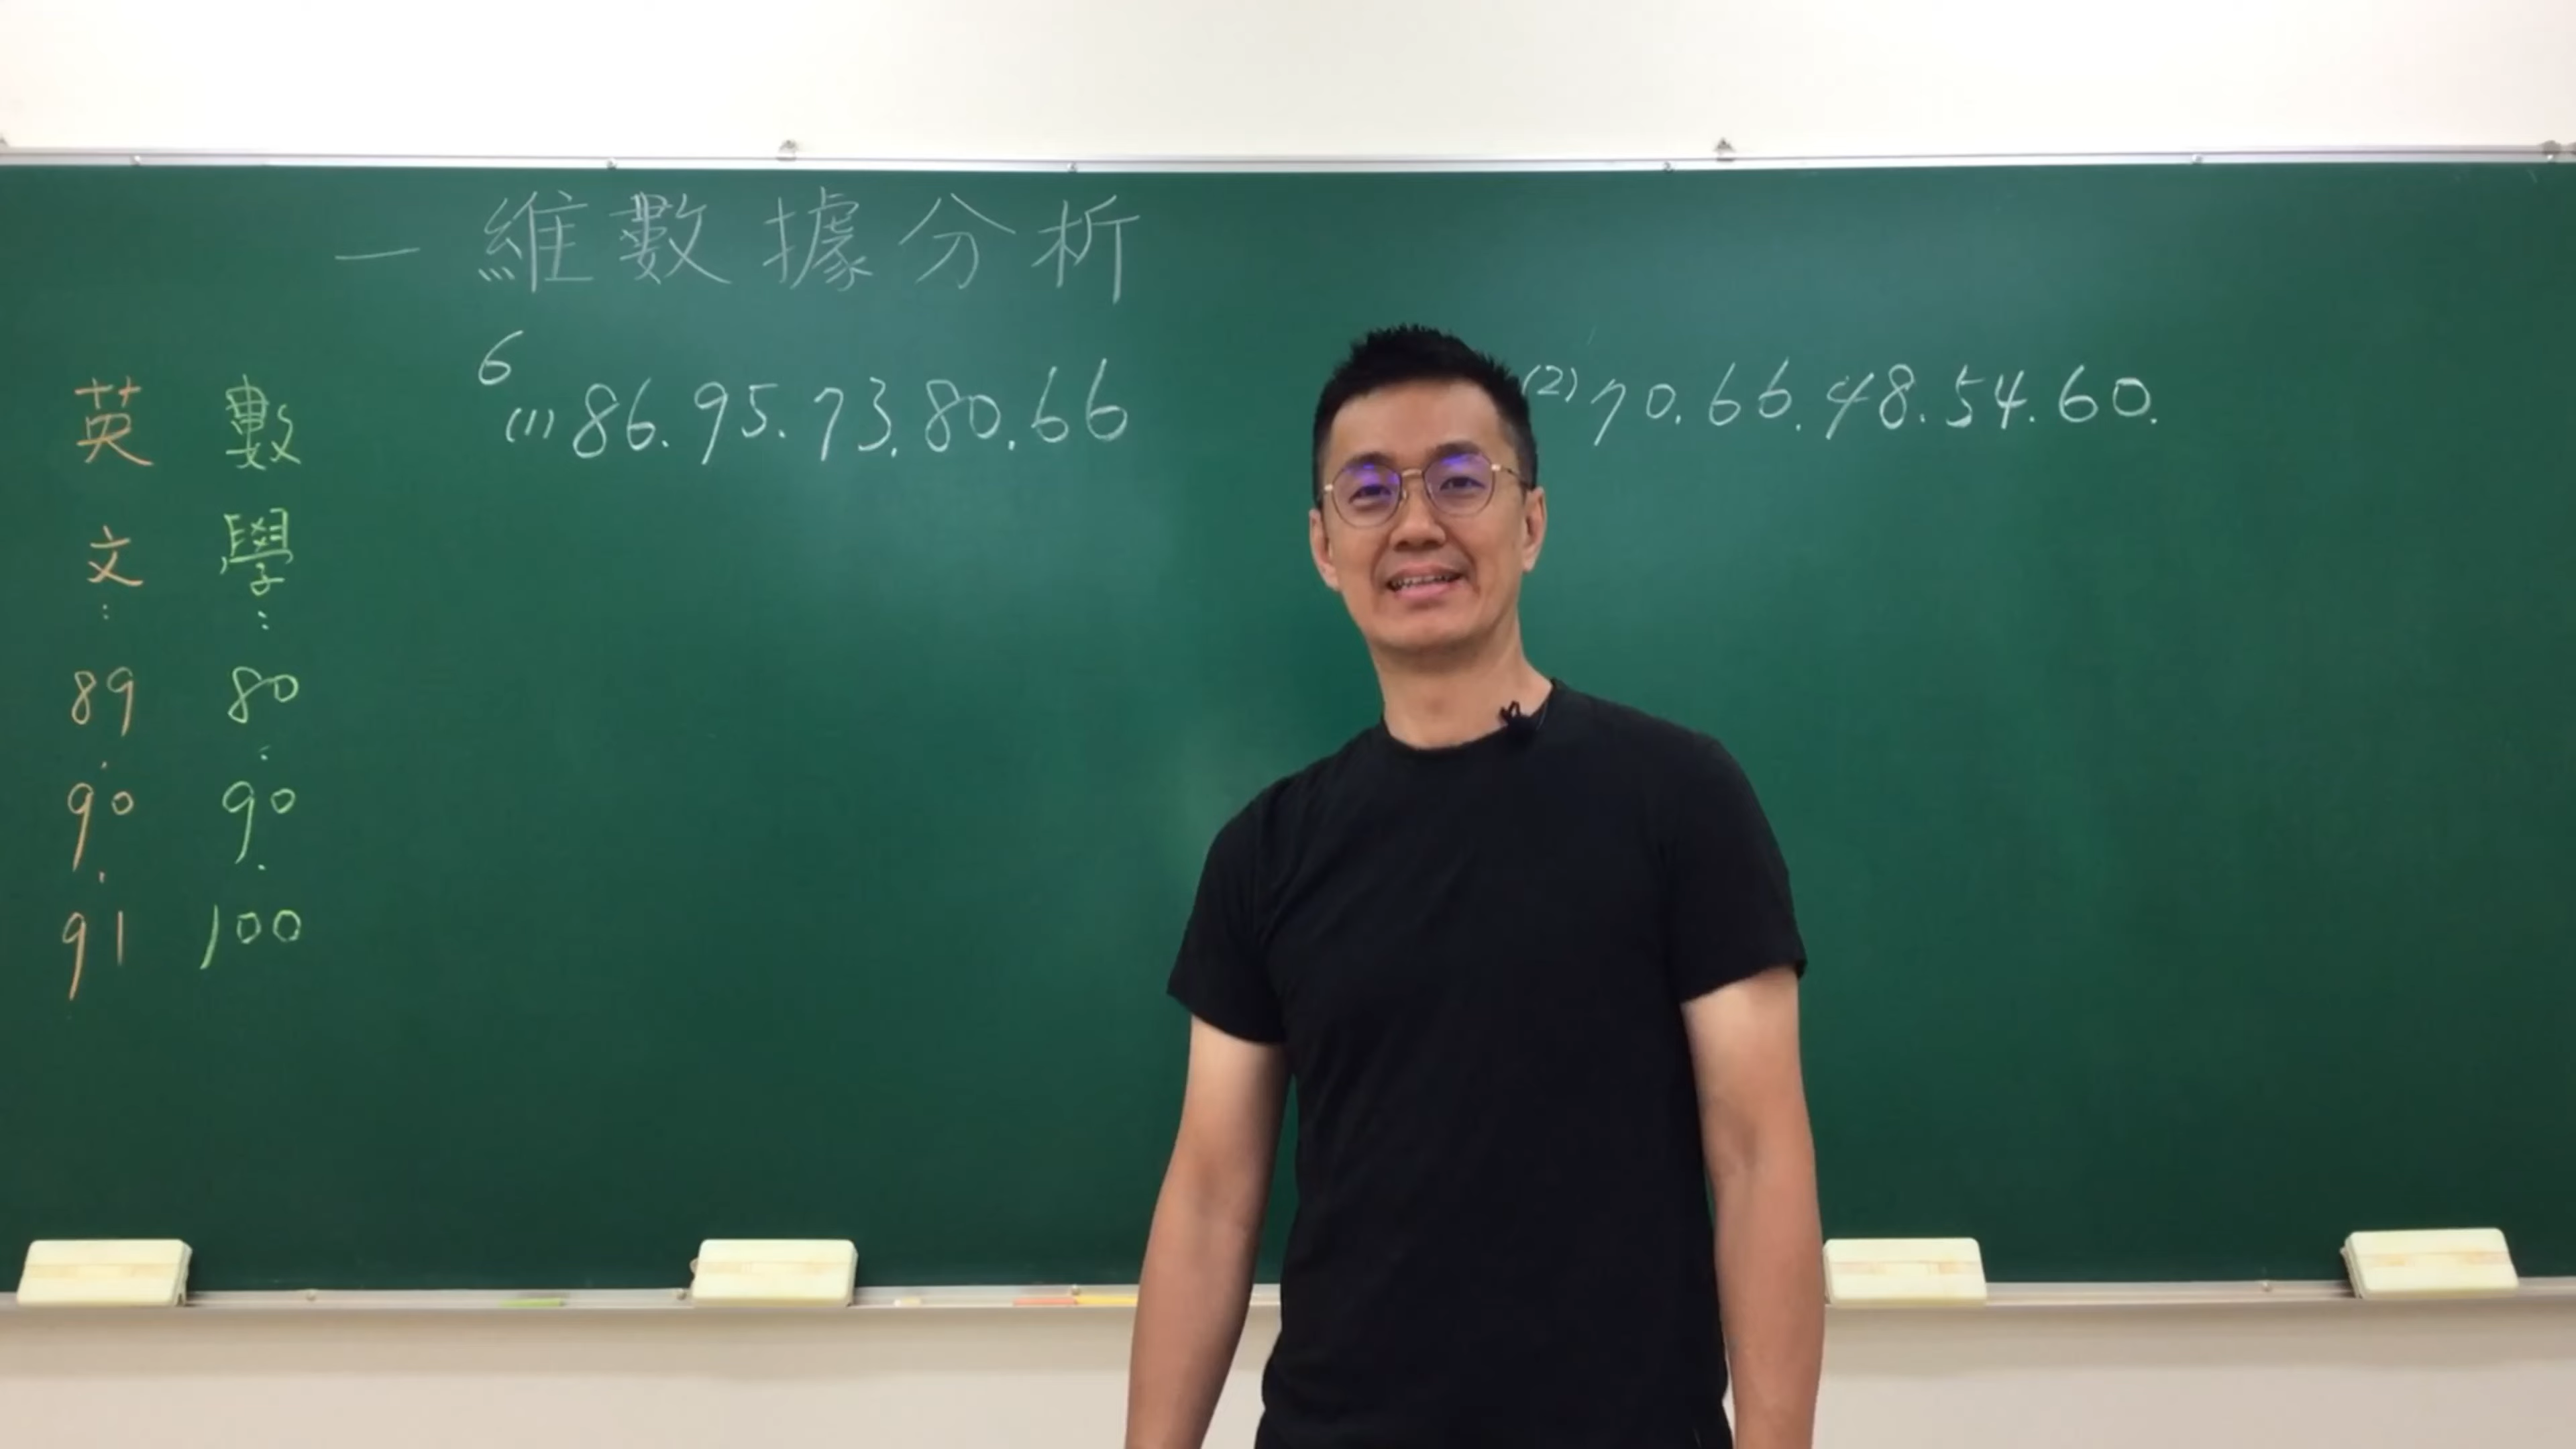 一維數據分析
6
(1) 86. 95. 73. 80. 66
(2) 70. 66. 48. 54. 60.
英文: 89. 90. 91
數學: 80. 90. 100